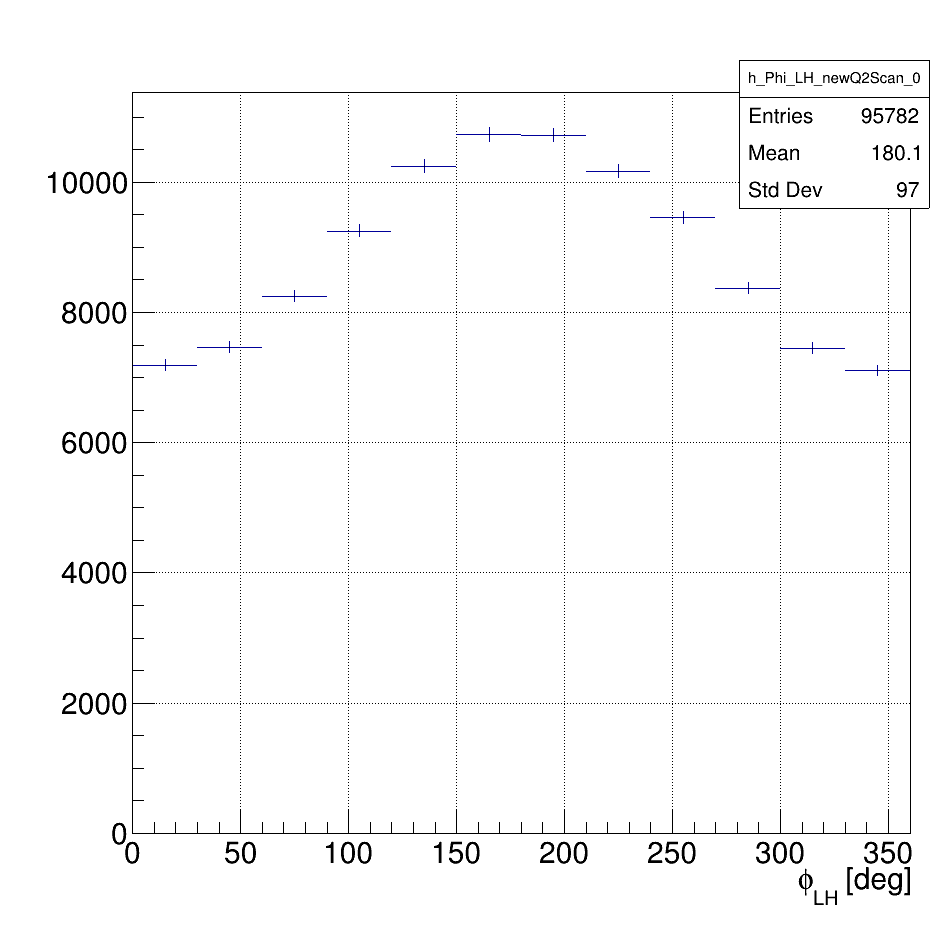 h_Phi_LH_newQ2Scan_0
Entries 95782
Mean 180.1
Std Dev 97
10000
8000
6000
4000
2000
0
0 50 100 150 200 250 300 350
ϕLH [deg]